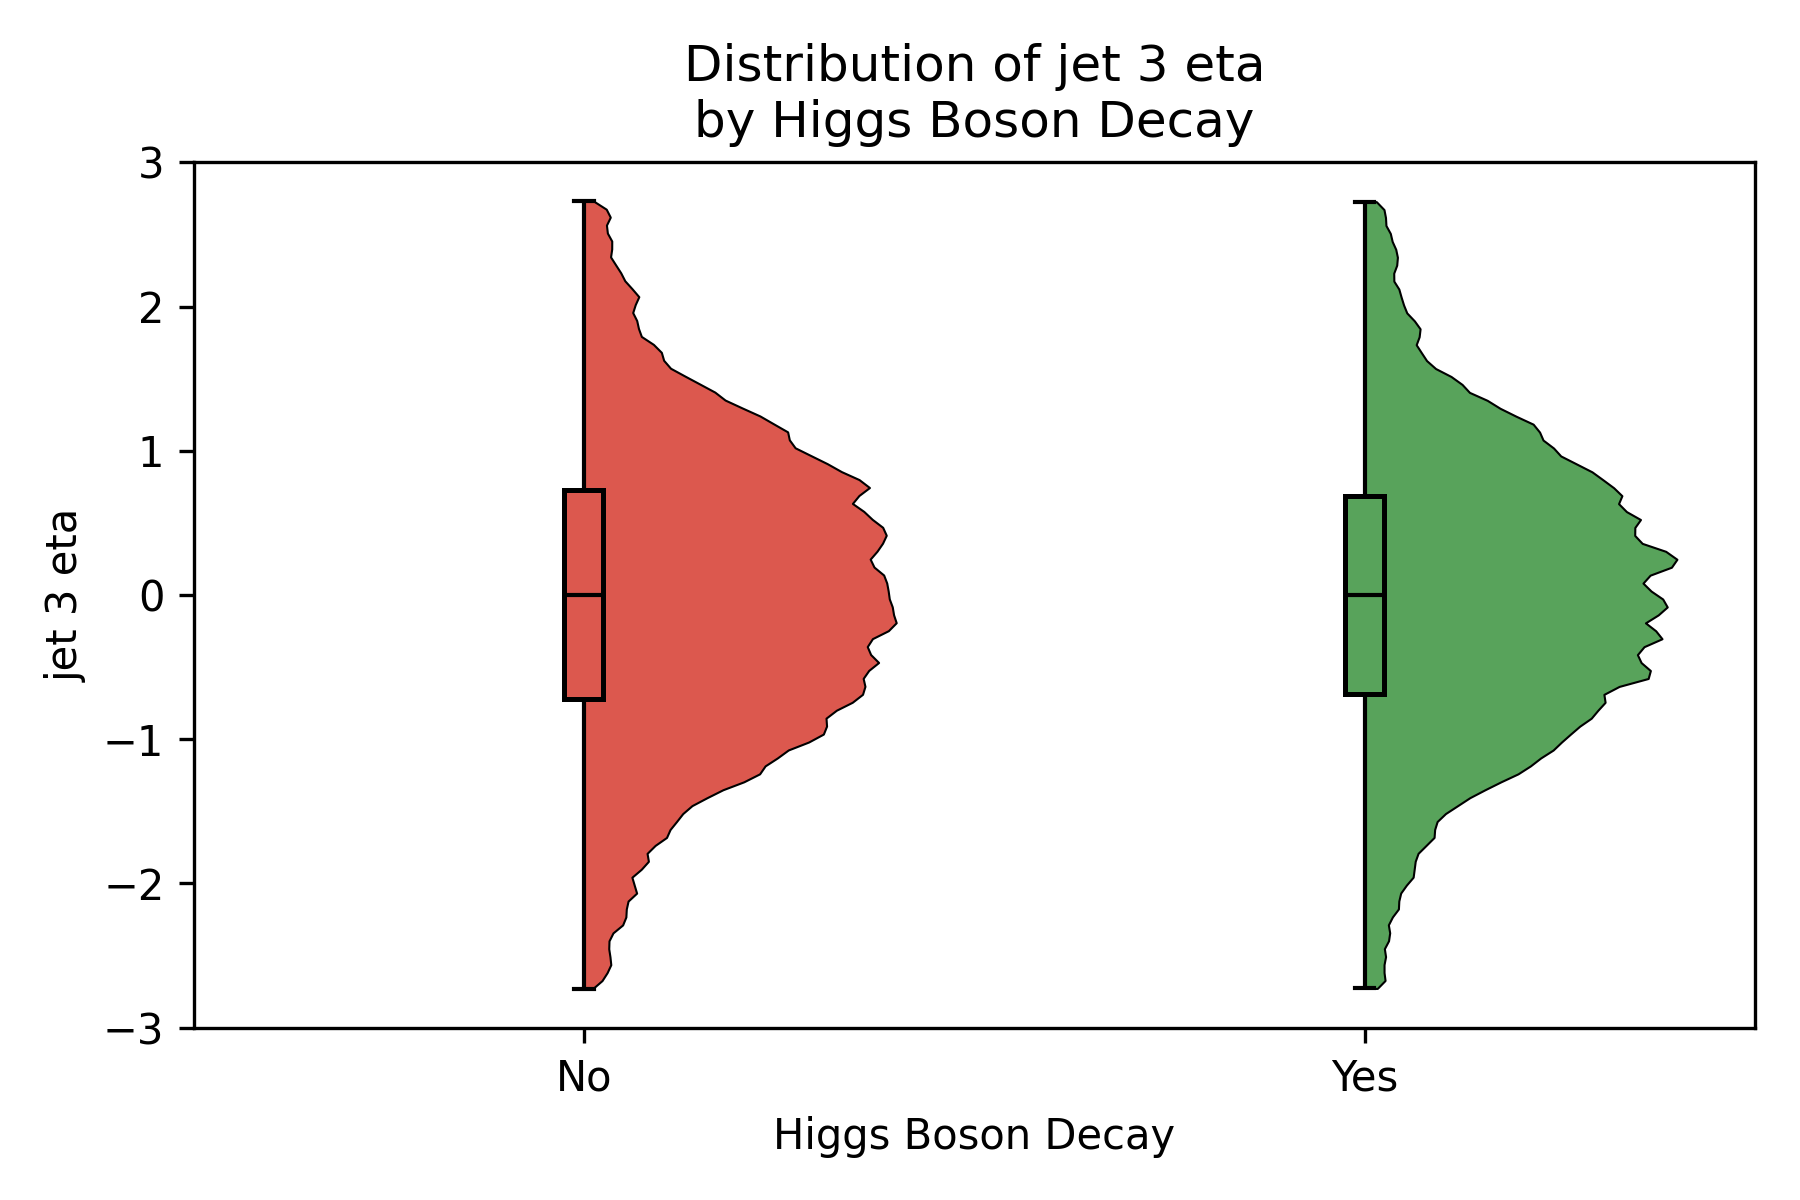 Distribution of jet 3 eta
by Higgs Boson Decay
3
2
1
0
−1
−2
−3
jet 3 eta
No
Yes
Higgs Boson Decay